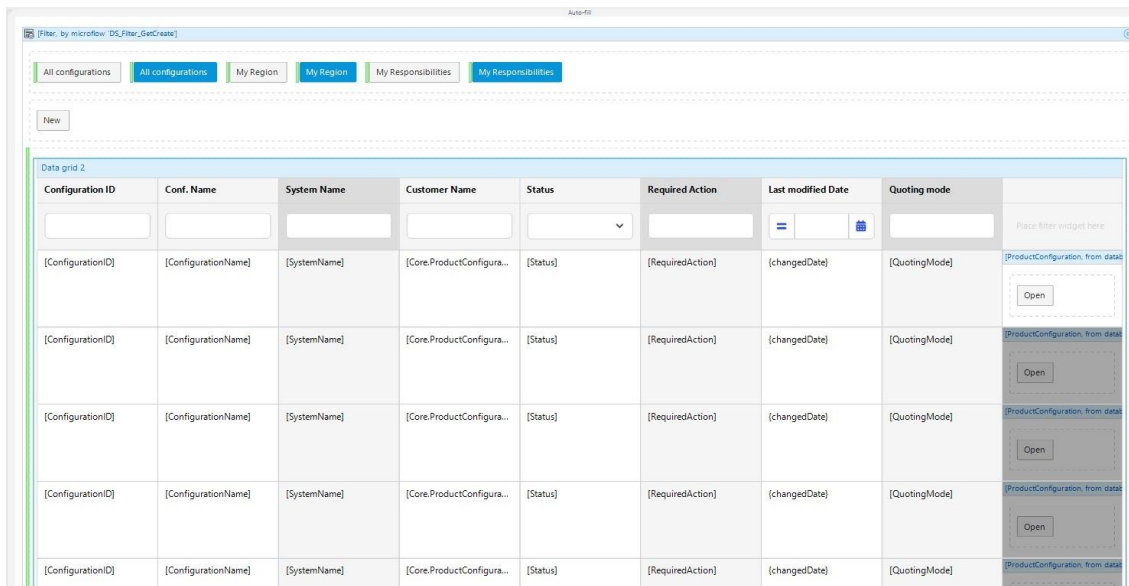 Auto-fill
[Filter, by microflow 'DS_Filter_GetCreate']
All configurations All configurations My Region My Region My Responsibilities My Responsibilities
New
Data grid 2
Configuration ID Conf. Name System Name Customer Name Status Required Action Last modified Date Quoting mode
Place filter widget here
[ConfigurationID] [ConfigurationName] [SystemName] [Core.ProductConfigura... [Status] [RequiredAction] {changedDate} [QuotingMode] [ProductConfiguration, from datab
Open
[ConfigurationID] [ConfigurationName] [SystemName] [Core.ProductConfigura... [Status] [RequiredAction] {changedDate} [QuotingMode] [ProductConfiguration, from datab
Open
[ConfigurationID] [ConfigurationName] [SystemName] [Core.ProductConfigura... [Status] [RequiredAction] {changedDate} [QuotingMode] [ProductConfiguration, from datab
Open
[ConfigurationID] [ConfigurationName] [SystemName] [Core.ProductConfigura... [Status] [RequiredAction] {changedDate} [QuotingMode] [ProductConfiguration, from datab
Open
[ConfigurationID] [ConfigurationName] [SystemName] [Core.ProductConfigura... [Status] [RequiredAction] {changedDate} [QuotingMode] [ProductConfiguration, from datab